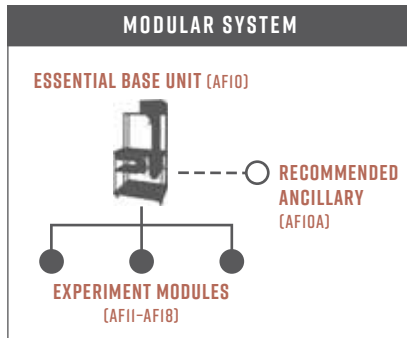 MODULAR SYSTEM
ESSENTIAL BASE UNIT (AF10)
RECOMMENDED
ANCILLARY
(AF10A)
EXPERIMENT MODULES
(AF11–AF18)